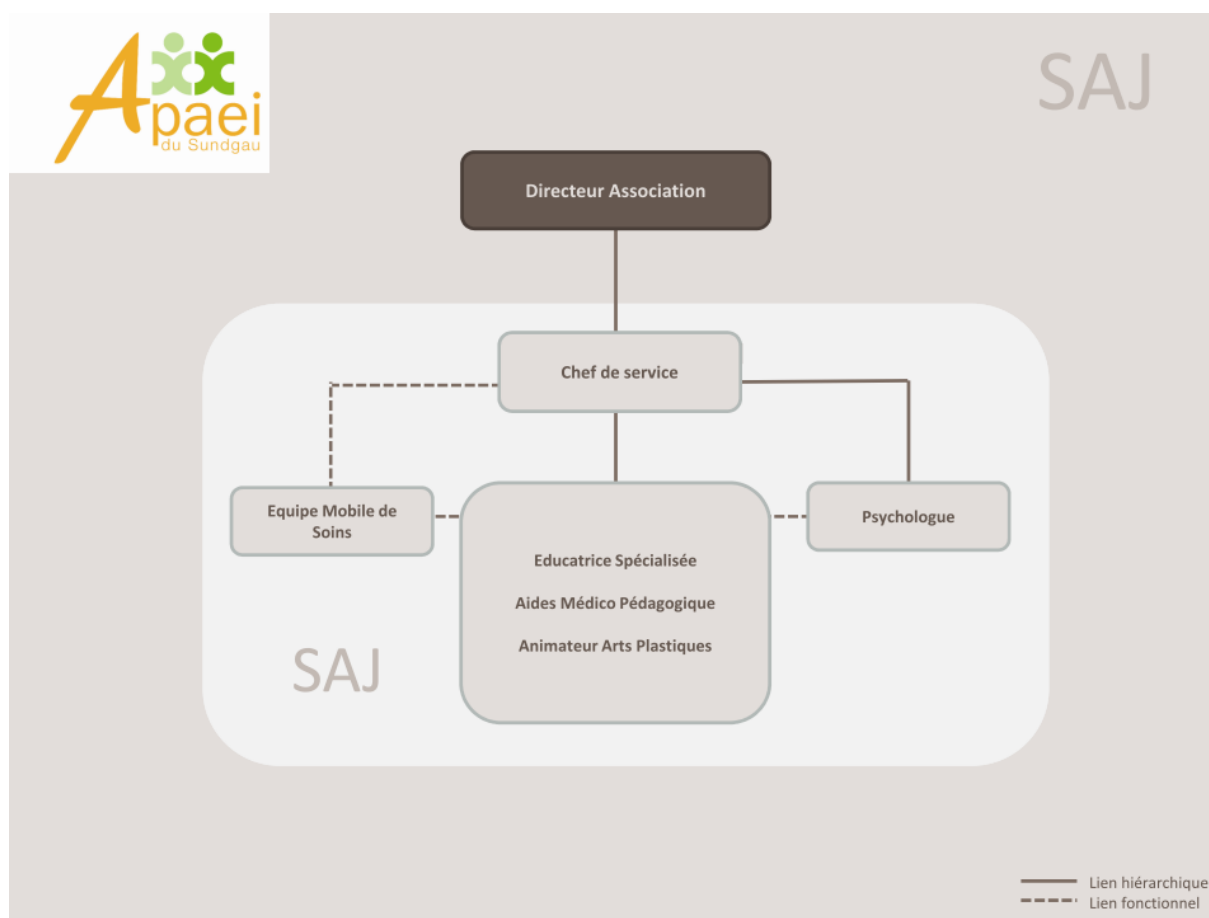 Apaei
du Sundgau
SAJ
Directeur Association
Chef de service
Equipe Mobile de
Soins
Psychologue
Educatrice Spécialisée
Aides Médico Pédagogique
Animateur Arts Plastiques
SAJ
Lien hiérarchique
Lien fonctionnel